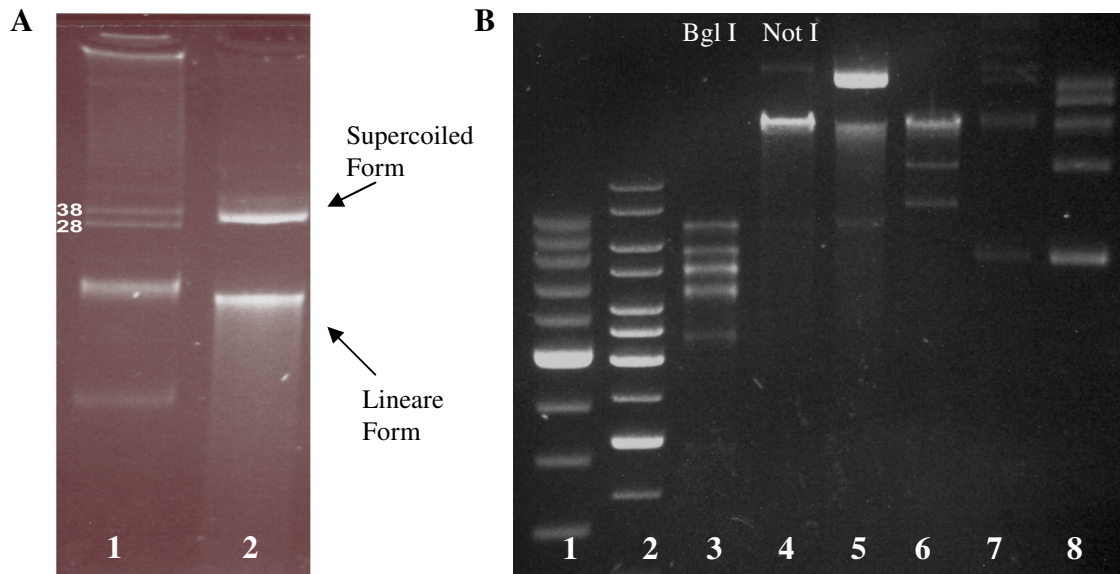 A
B
Bgl I Not I
38
28
Supercoiled
Form
Lineare
Form
1 2
1 2 3 4 5 6 7 8